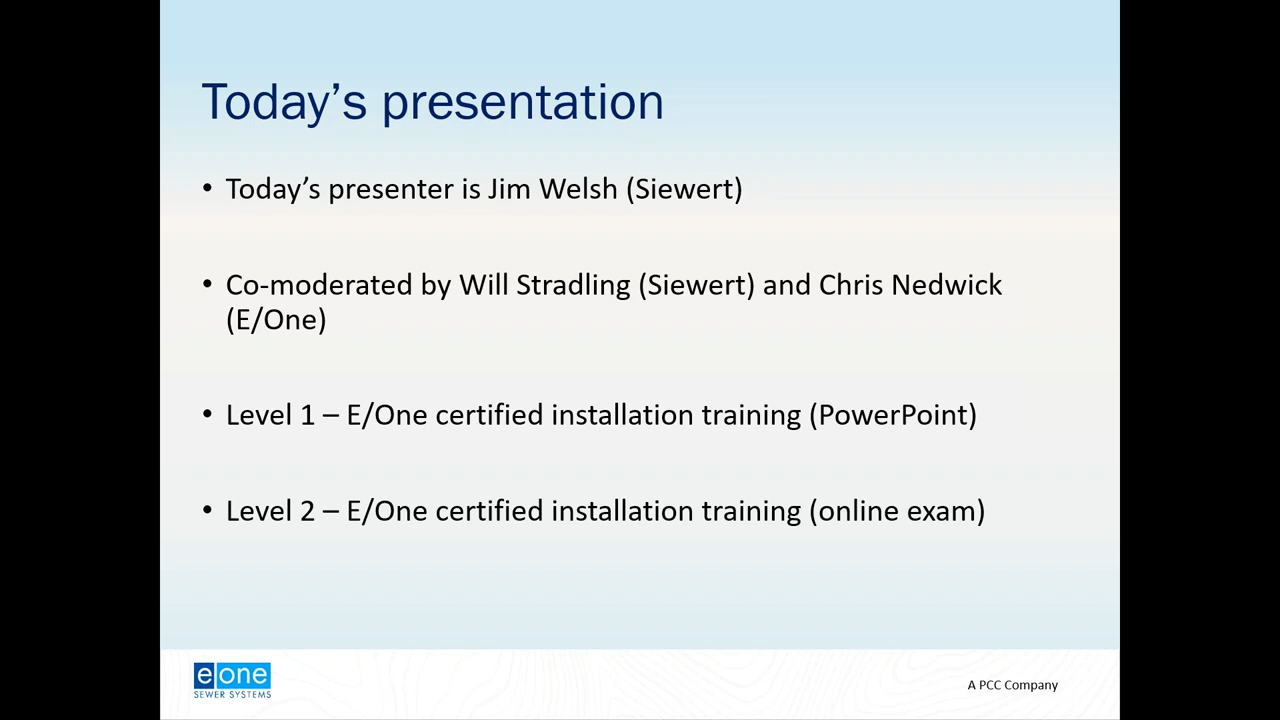 Today’s presentation
• Today’s presenter is Jim Welsh (Siewert)
• Co-moderated by Will Stradling (Siewert) and Chris Nedwick
(E/One)
• Level 1 – E/One certified installation training (PowerPoint)
• Level 2 – E/One certified installation training (online exam)
e one
SEWER SYSTEMS
A PCC Company